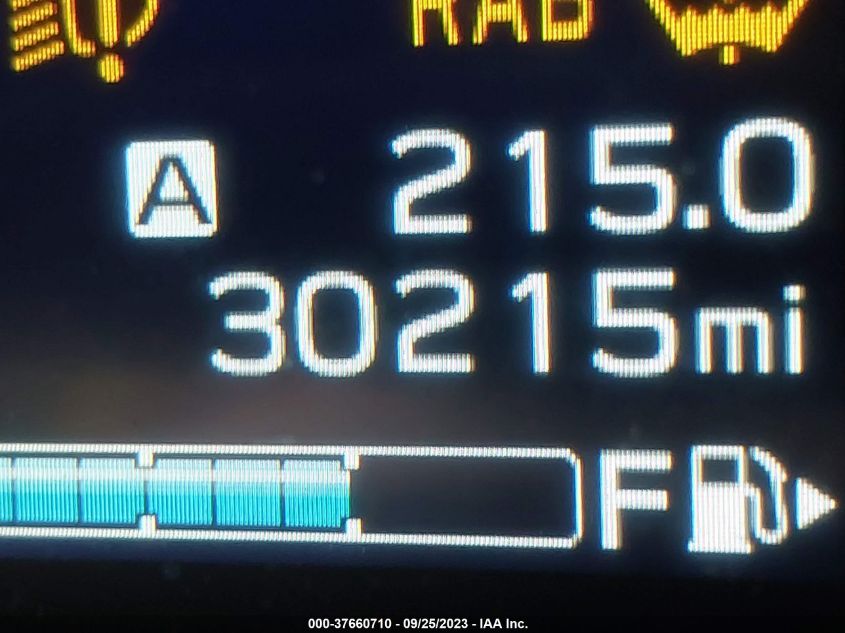 RAB
A 215.0
30215mi
F
000-37660710 - 09/25/2023 - IAA Inc.